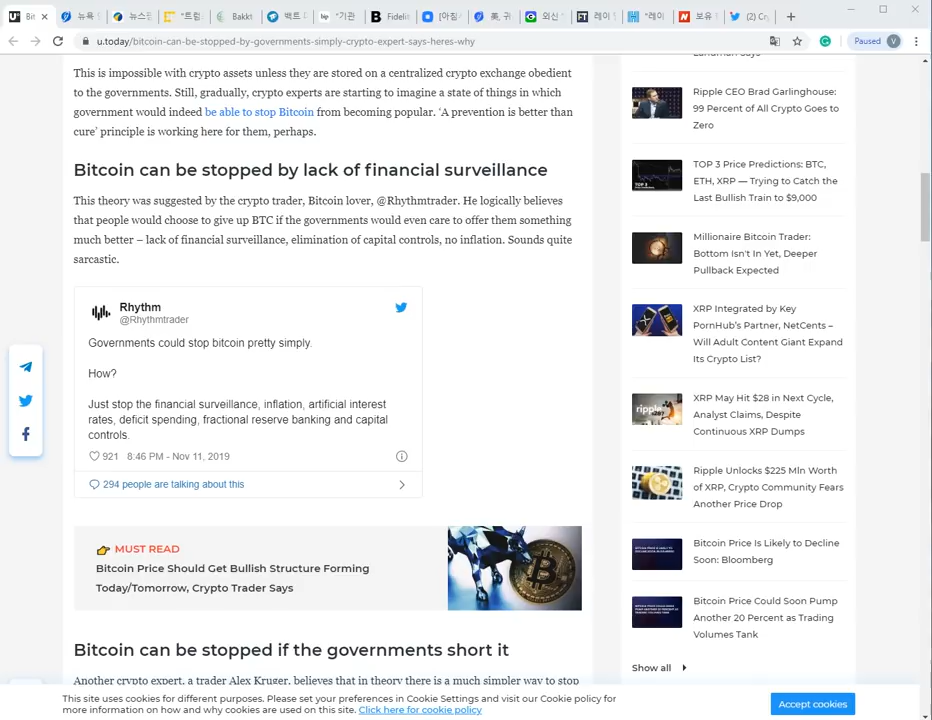 Bit
뉴욕
뉴스핌
"트럼
Bakkt
백트
"기관
Fidelit
[아침
美, 귀
외신
레이
"레이
보유
(2) Cr
u.today/bitcoin-can-be-stopped-by-governments-simply-crypto-expert-says-heres-why
Paused
V
This is impossible with crypto assets unless they are stored on a centralized crypto exchange obedient
to the governments. Still, gradually, crypto experts are starting to imagine a state of things in which
government would indeed be able to stop Bitcoin from becoming popular. ‘A prevention is better than
cure’ principle is working here for them, perhaps.
Bitcoin can be stopped by lack of financial surveillance
This theory was suggested by the crypto trader, Bitcoin lover, @Rhythmtrader. He logically believes
that people would choose to give up BTC if the governments would even care to offer them something
much better – lack of financial surveillance, elimination of capital controls, no inflation. Sounds quite
sarcastic.
Rhythm
@Rhythmtrader
Governments could stop bitcoin pretty simply.
How?
Just stop the financial surveillance, inflation, artificial interest
rates, deficit spending, fractional reserve banking and capital
controls.
921 8:46 PM - Nov 11, 2019
294 people are talking about this
MUST READ
Bitcoin Price Should Get Bullish Structure Forming
Today/Tomorrow, Crypto Trader Says
Bitcoin can be stopped if the governments short it
Another crypto expert, a trader Alex Kruger, believes that in theory there is a much simpler way to stop
Ripple CEO Brad Garlinghouse:
99 Percent of All Crypto Goes to
Zero
TOP 3 Price Predictions: BTC,
ETH, XRP — Trying to Catch the
Last Bullish Train to $9,000
Millionaire Bitcoin Trader:
Bottom Isn't In Yet, Deeper
Pullback Expected
XRP Integrated by Key
PornHub’s Partner, NetCents –
Will Adult Content Giant Expand
Its Crypto List?
XRP May Hit $28 in Next Cycle,
Analyst Claims, Despite
Continuous XRP Dumps
Ripple Unlocks $225 Mln Worth
of XRP, Crypto Community Fears
Another Price Drop
Bitcoin Price Is Likely to Decline
Soon: Bloomberg
Bitcoin Price Could Soon Pump
Another 20 Percent as Trading
Volumes Tank
Show all
This site uses cookies for different purposes. Please set your preferences in Cookie Settings and visit our Cookie policy for
more information on how and why cookies are used on this site. Click here for cookie policy
Accept cookies